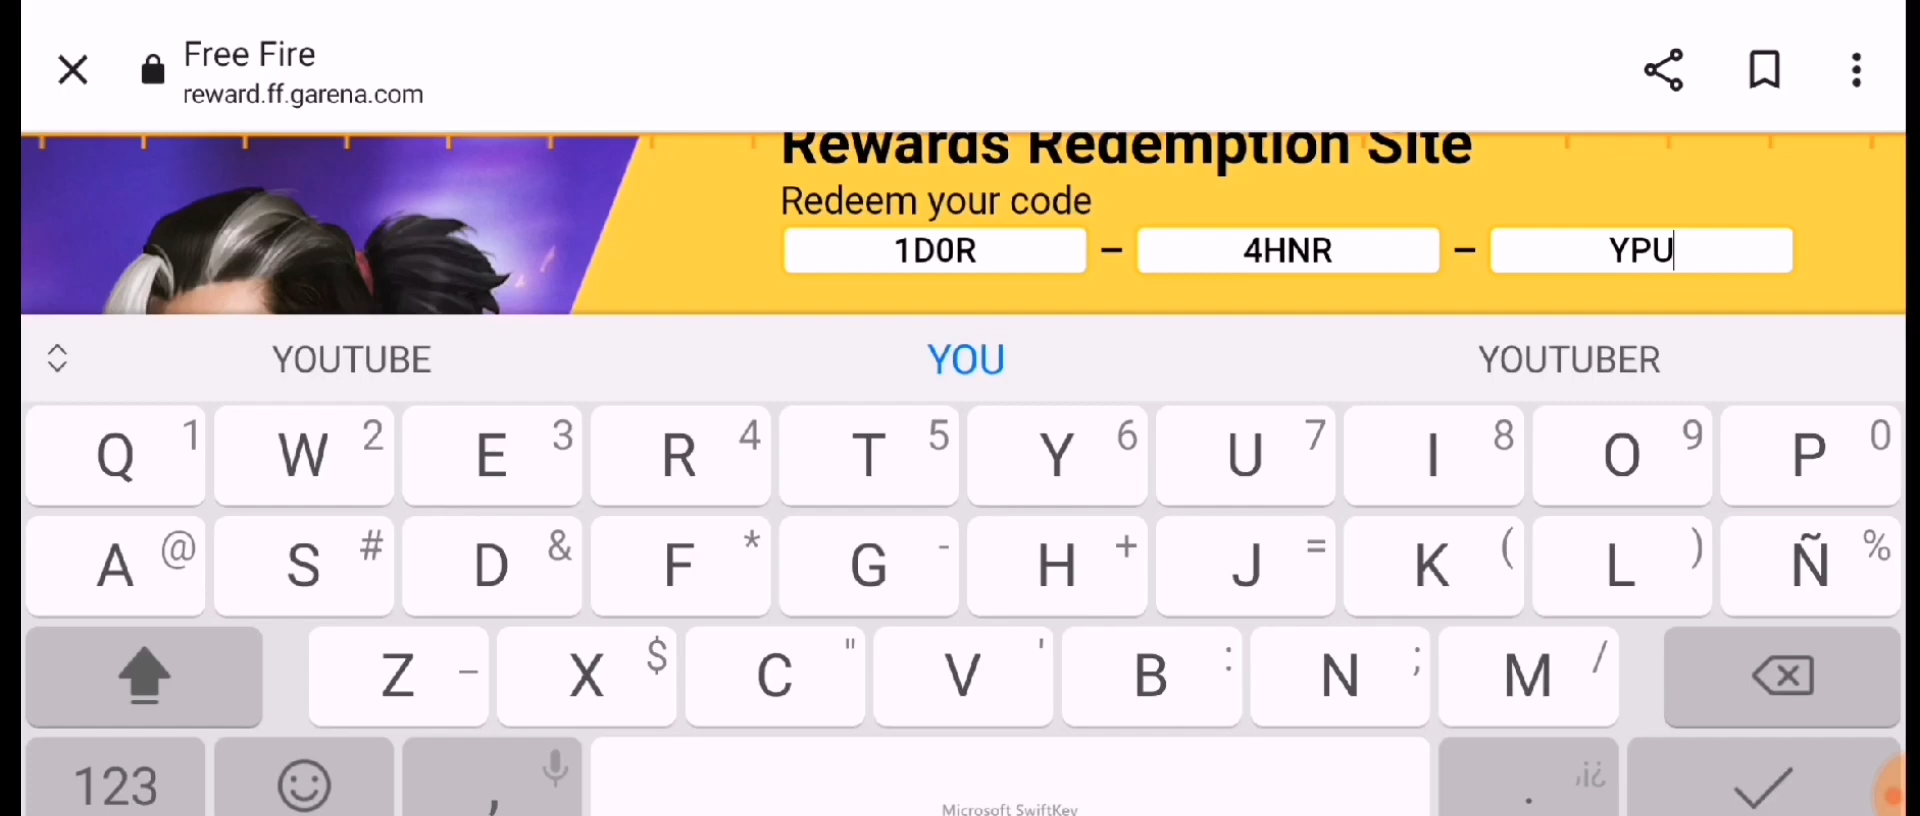 Free Fire
reward.ff.garena.com
Rewards Redemption Site
Redeem your code
1D0R – 4HNR – YPU
YOUTUBE YOU YOUTUBER
Q 1 W 2 E 3 R 4 T 5 Y 6 U 7 I 8 O 9 P 0
A @ S # D & F * G - H + J = K ( L ) Ñ %
Z _ X $ C " V ' B : N ; M /
123 , . ¡¿
Microsoft SwiftKey